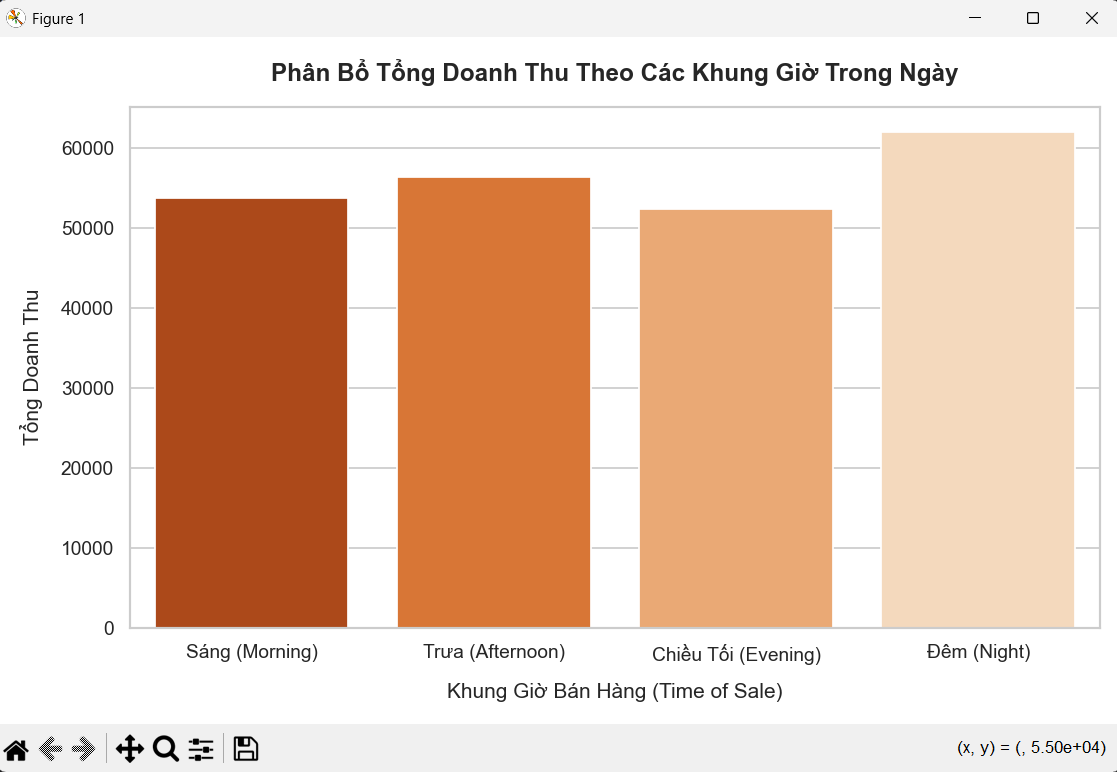 Figure 1
Phân Bổ Tổng Doanh Thu Theo Các Khung Giờ Trong Ngày
Tổng Doanh Thu
60000
50000
40000
30000
20000
10000
0
Sáng (Morning)
Trưa (Afternoon)
Chiều Tối (Evening)
Đêm (Night)
Khung Giờ Bán Hàng (Time of Sale)
(x, y) = (, 5.50e+04)